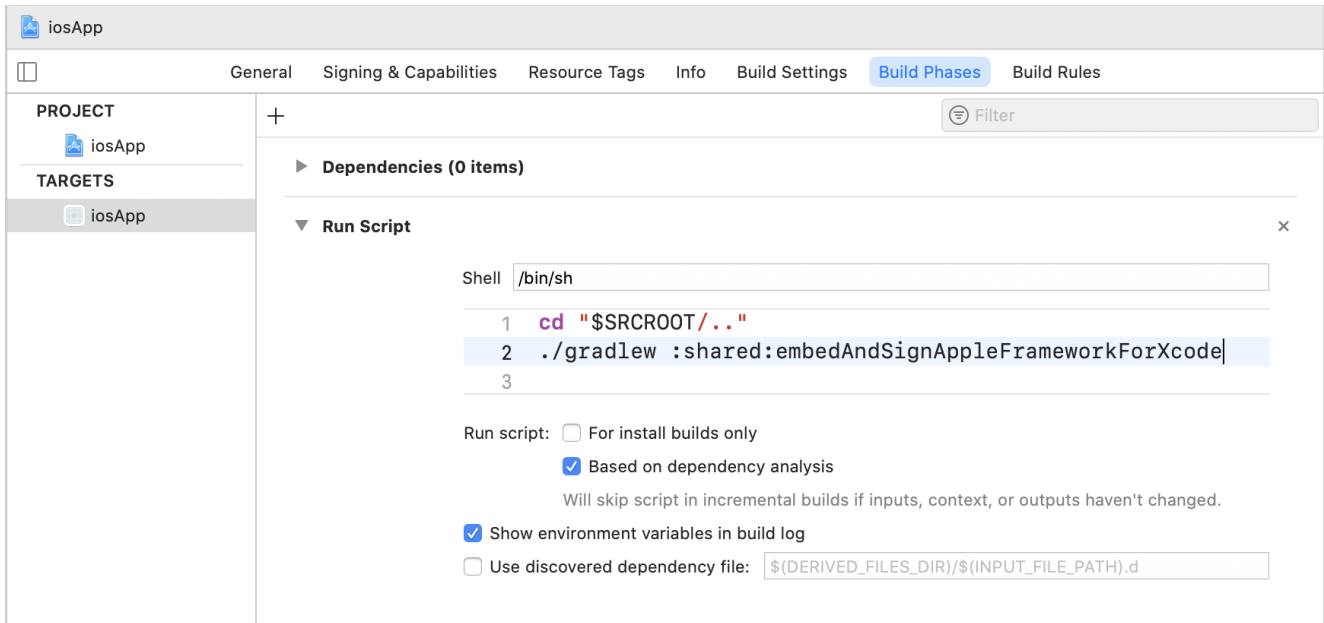 iosApp
General Signing & Capabilities Resource Tags Info Build Settings Build Phases Build Rules
PROJECT
iosApp
TARGETS
iosApp
Filter
Dependencies (0 items)
Run Script
Shell /bin/sh
1 cd "$SRCROOT/.."
2 ./gradlew :shared:embedAndSignAppleFrameworkForXcode
3
Run script: For install builds only
Based on dependency analysis
Will skip script in incremental builds if inputs, context, or outputs haven't changed.
Show environment variables in build log
Use discovered dependency file: $(DERIVED_FILES_DIR)/$(INPUT_FILE_PATH).d